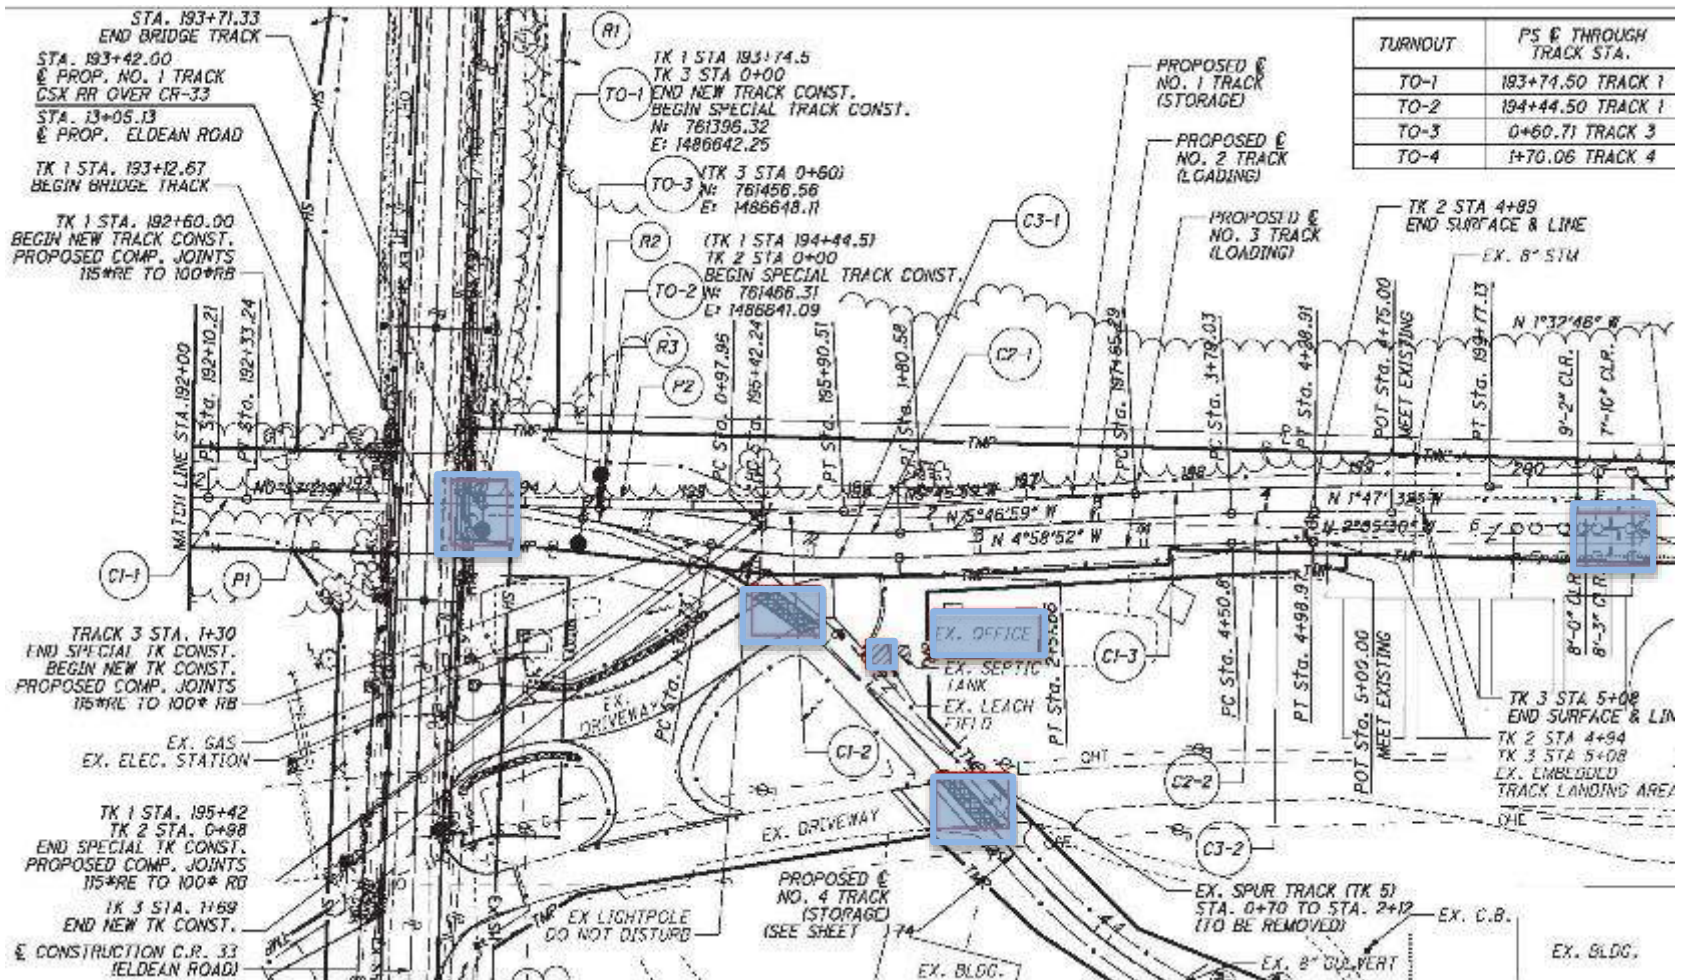 STA. 193+71.33
END BRIDGE TRACK
STA. 193+42.00
℄ PROP. NO. 1 TRACK
CSX RR OVER CR-33
STA. 13+05.13
℄ PROP. ELDEAN ROAD
TK 1 STA. 193+12.67
BEGIN BRIDGE TRACK
TK 1 STA. 192+60.00
BEGIN NEW TRACK CONST.
PROPOSED COMP. JOINTS
115#RE TO 100#RB
R1
TO-1
TK 1 STA 193+74.5
TK 3 STA 0+00
END NEW TRACK CONST.
BEGIN SPECIAL TRACK CONST.
N: 761396.32
E: 1486642.25
TO-3
(TK 3 STA 0+60)
N: 761456.56
E: 1486648.11
R2
TO-2
(TK 1 STA 194+44.5)
TK 2 STA 0+00
BEGIN SPECIAL TRACK CONST.
N: 761466.31
E: 1486641.09
R3
P2
C3-1
C2-1
PROPOSED ℄
NO. 1 TRACK
(STORAGE)
PROPOSED ℄
NO. 2 TRACK
(LOADING)
PROPOSED ℄
NO. 3 TRACK
(LOADING)
TURNOUT
PS ℄ THROUGH
TRACK STA.
TO-1 193+74.50 TRACK 1
TO-2 194+44.50 TRACK 1
TO-3 0+60.71 TRACK 3
TO-4 1+70.06 TRACK 4
TK 2 STA 4+89
END SURFACE & LINE
EX. 8" STM
MATCH LINE STA.192+00
PT Sta. 192+10.21
PT Sta. 192+33.24
PC Sta. 0+97.96
PC Sta. 195+42.24
PT Sta. 195+90.51
PT Sta. 1+80.58
PC Sta. 197+85.29
PC Sta. 3+79.03
PT Sta. 4+98.91
POT Sta. 4+75.00
MEET EXISTING
PT Sta. 199+77.13
9'-2" CLR.
7'-10" CLR.
N 1°32'46" W
N 5°46'59" W
N 4°58'52" W
TMP
C1-1
P1
EX. OFFICE
EX. SEPTIC
TANK
EX. LEACH
FIELD
C1-3
PC Sta. 4+50.8
PT Sta. 4+98.97
POT Sta. 5+00.00
MEET EXISTING
8'-0" CLR.
8'-3" CLR.
TRACK 3 STA. 1+30
END SPECIAL TK CONST.
BEGIN NEW TK CONST.
PROPOSED COMP. JOINTS
115#RE TO 100# RB
EX. GAS
EX. ELEC. STATION
EX.
DRIVEWAY
PC Sta.
C1-2
PT Sta.
OHT
C2-2
TK 3 STA 5+08
END SURFACE & LIN
TK 2 STA 4+94
TK 3 STA 5+08
EX. EMBEDDED
TRACK LANDING AREA
OHE
TK 1 STA. 195+42
TK 2 STA. 0+98
END SPECIAL TK CONST.
PROPOSED COMP. JOINTS
115#RE TO 100# RB
EX. DRIVEWAY
C3-2
TK 3 STA. 1+69
END NEW TK CONST.
℄ CONSTRUCTION C.R. 33
(ELDEAN ROAD)
EX LIGHTPOLE
DO NOT DISTURB
PROPOSED ℄
NO. 4 TRACK
(STORAGE)
(SEE SHEET 74
EX. SPUR TRACK (TK 5)
STA. 0+70 TO STA. 2+12
(TO BE REMOVED)
EX. C.B.
EX. BLDG.
EX. 8" CULVERT
EX. BLDG.